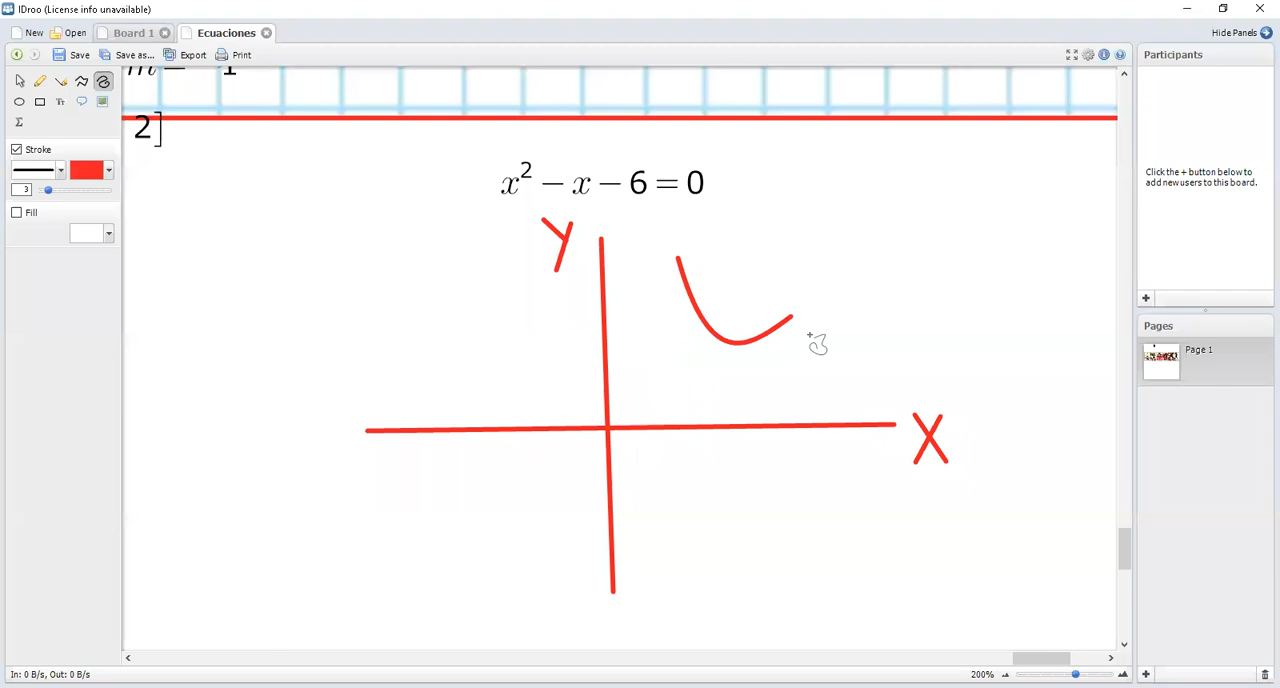 IDroo (License info unavailable)
New Open Board 1 Ecuaciones Hide Panels
Save Save as... Export Print
Participants
Stroke
3
Fill
Click the + button below to
add new users to this board.
Pages
Page 1
m = -1
2]
x² − x − 6 = 0
Y
X
In: 0 B/s, Out: 0 B/s
200%